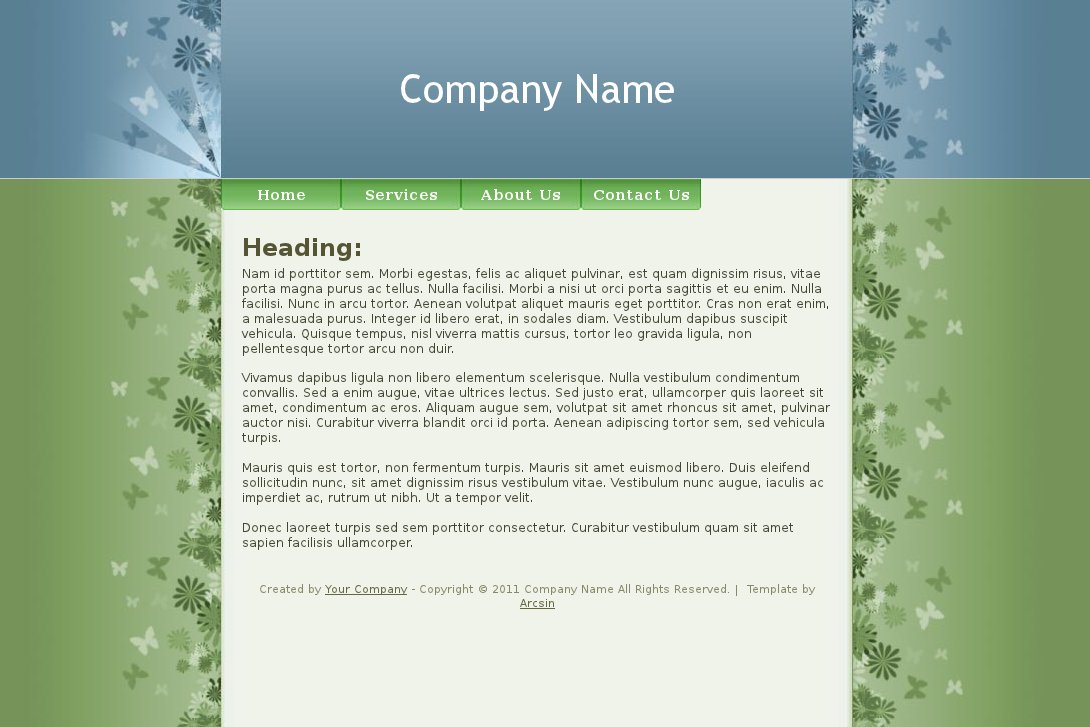 Company Name
Home Services About Us Contact Us
Heading:
Nam id porttitor sem. Morbi egestas, felis ac aliquet pulvinar, est quam dignissim risus, vitae
porta magna purus ac tellus. Nulla facilisi. Morbi a nisi ut orci porta sagittis et eu enim. Nulla
facilisi. Nunc in arcu tortor. Aenean volutpat aliquet mauris eget porttitor. Cras non erat enim,
a malesuada purus. Integer id libero erat, in sodales diam. Vestibulum dapibus suscipit
vehicula. Quisque tempus, nisl viverra mattis cursus, tortor leo gravida ligula, non
pellentesque tortor arcu non duir.
Vivamus dapibus ligula non libero elementum scelerisque. Nulla vestibulum condimentum
convallis. Sed a enim augue, vitae ultrices lectus. Sed justo erat, ullamcorper quis laoreet sit
amet, condimentum ac eros. Aliquam augue sem, volutpat sit amet rhoncus sit amet, pulvinar
auctor nisi. Curabitur viverra blandit orci id porta. Aenean adipiscing tortor sem, sed vehicula
turpis.
Mauris quis est tortor, non fermentum turpis. Mauris sit amet euismod libero. Duis eleifend
sollicitudin nunc, sit amet dignissim risus vestibulum vitae. Vestibulum nunc augue, iaculis ac
imperdiet ac, rutrum ut nibh. Ut a tempor velit.
Donec laoreet turpis sed sem porttitor consectetur. Curabitur vestibulum quam sit amet
sapien facilisis ullamcorper.
Created by Your Company - Copyright © 2011 Company Name All Rights Reserved. | Template by
Arcsin